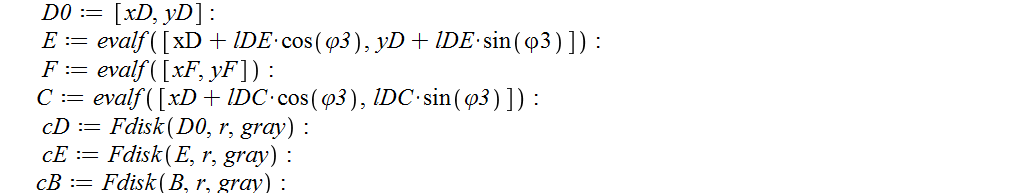 D0 := [xD, yD] :
E := evalf([xD + lDE·cos(φ3), yD + lDE·sin(φ3)]) :
F := evalf([xF, yF]) :
C := evalf([xD + lDC·cos(φ3), lDC·sin(φ3)]) :
cD := Fdisk(D0, r, gray) :
cE := Fdisk(E, r, gray) :
cB := Fdisk(B, r, gray) :